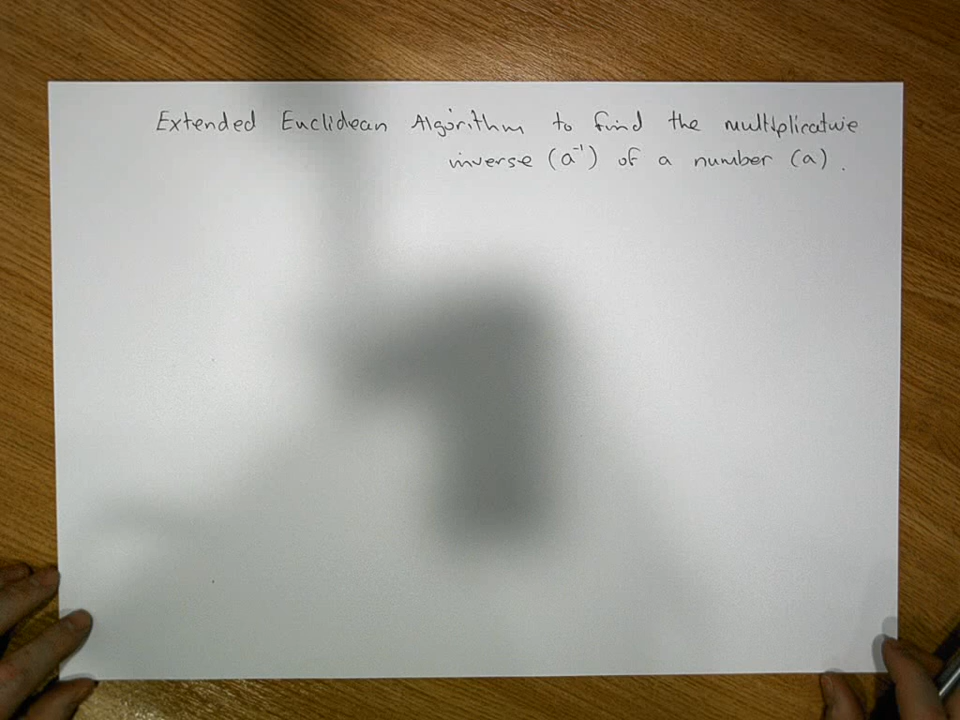 Extended Euclidean Algorithm to find the multiplicative
inverse (a⁻¹) of a number (a).